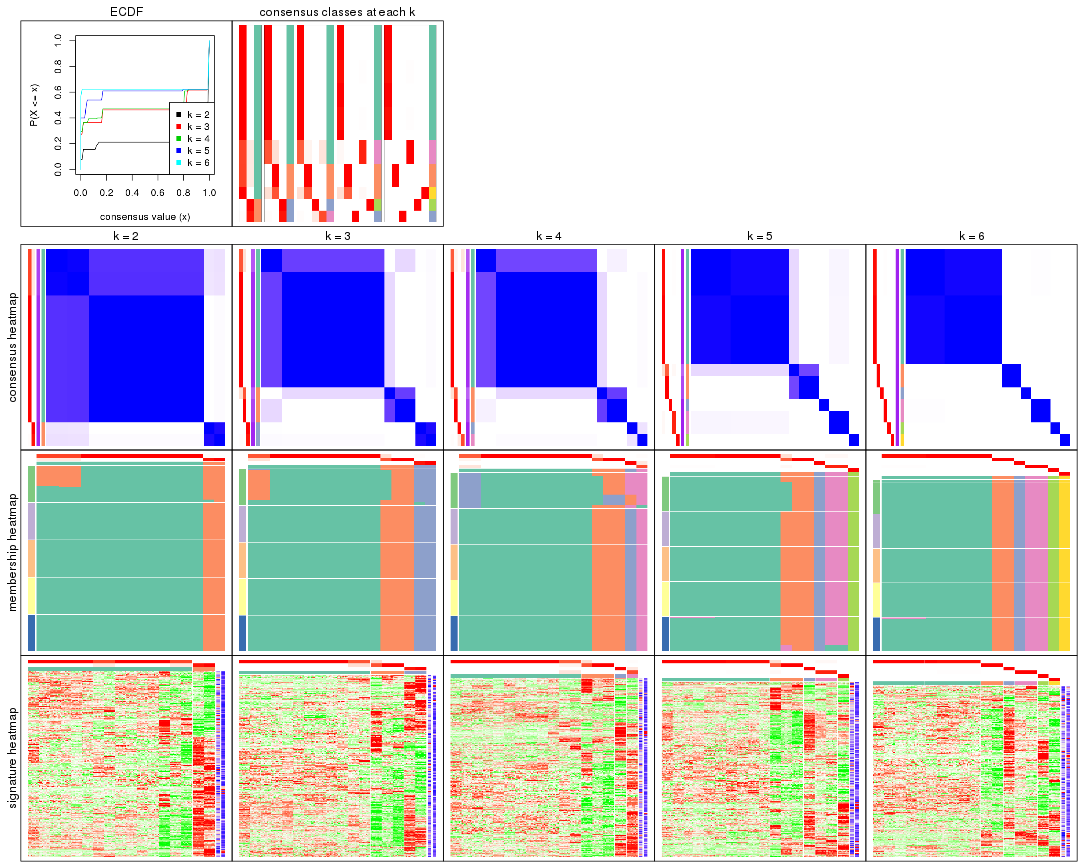 ECDF
consensus classes at each k
P(X <= x)
0.0 0.2 0.4 0.6 0.8 1.0
k = 2
k = 3
k = 4
k = 5
k = 6
0.0 0.2 0.4 0.6 0.8 1.0
consensus value (x)
k = 2 k = 3 k = 4 k = 5 k = 6
consensus heatmap
membership heatmap
signature heatmap